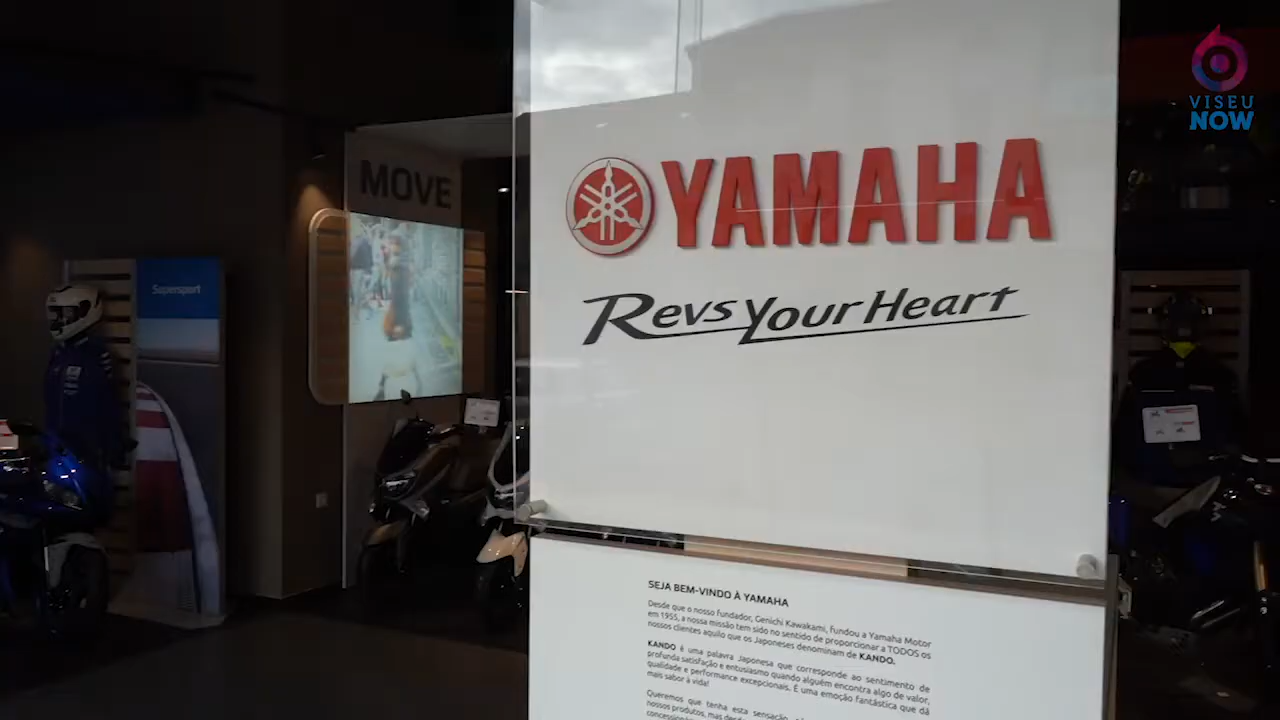 VISEU
NOW
MOVE
YAMAHA
Revs Your Heart
Supersport
SEJA BEM-VINDO À YAMAHA
Desde que o nosso fundador, Genichi Kawakami, fundou a Yamaha Motor
em 1955, a nossa missão tem sido no sentido de proporcionar a TODOS os
nossos clientes aquilo que os Japoneses denominam de KANDO.
KANDO é uma palavra Japonesa que corresponde ao sentimento de
profunda satisfação e entusiasmo quando alguém encontra algo de valor,
qualidade e performance excepcionais. É uma emoção fantástica que dá
mais sabor à vida!
Queremos que tenha esta sensação
nossos produtos, mas